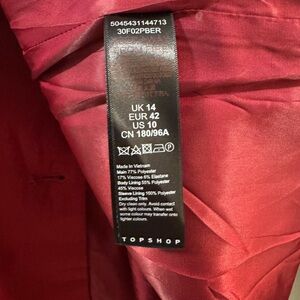 5045431144713
30F02PBER
UK 14
EUR 42
US 10
CN 180/96A
Made in Vietnam
Main 77% Polyester
17% Viscose 6% Elastane
Body Lining 55% Polyester
45% Viscose
Sleeve Lining 100% Polyester
Excluding Trim
Dry clean only. Avoid contact
with light colours. When wet
some colour may transfer onto
lighter garments.
TOPSHOP